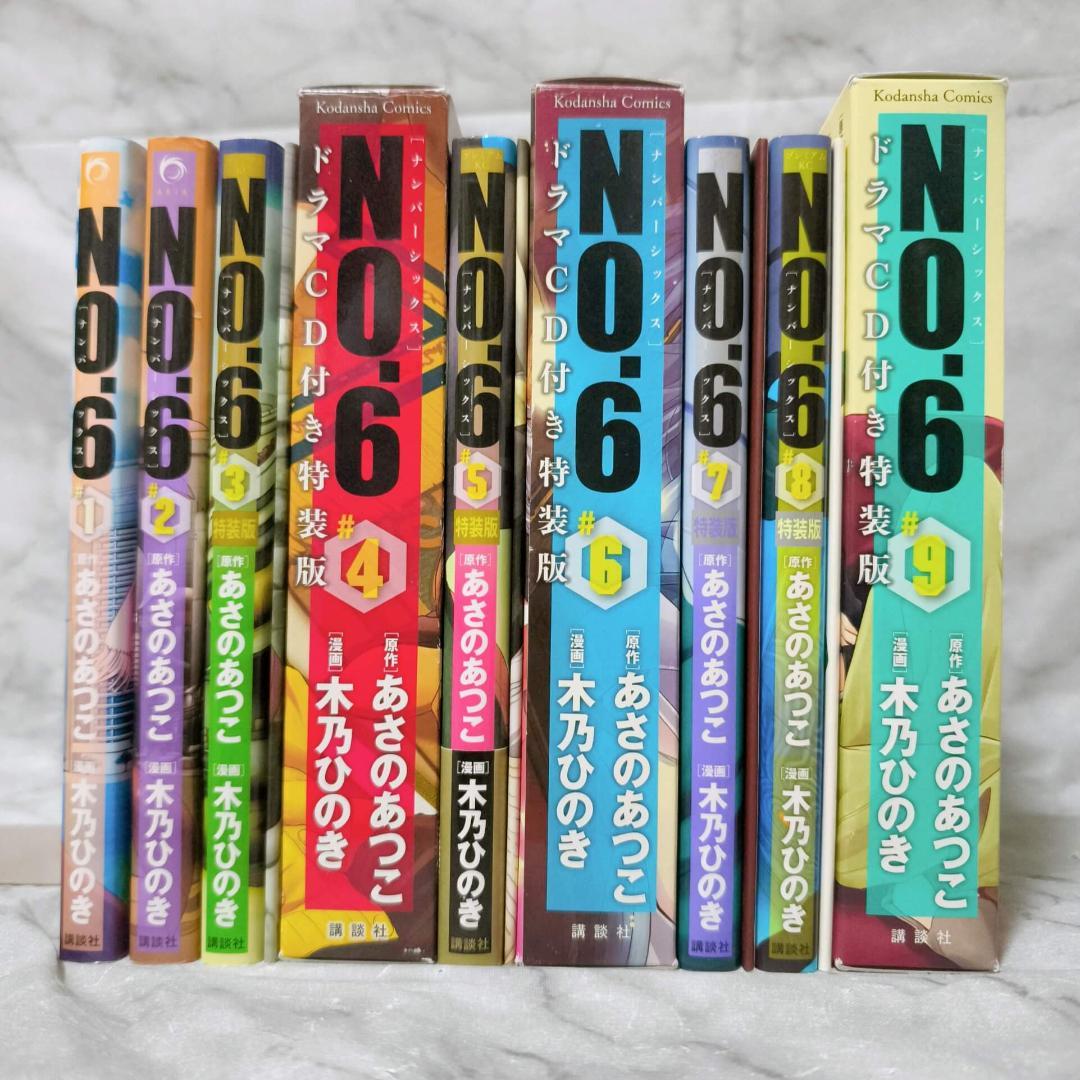 NO.6
[ナンバーシックス]
#1
[原作]
あさのあつこ
[漫画]
木乃ひのき
講談社
ARIA
NO.6
[ナンバーシックス]
#2
[原作]
あさのあつこ
[漫画]
木乃ひのき
講談社
NO.6
[ナンバーシックス]
#3
特装版
[原作]
あさのあつこ
[漫画]
木乃ひのき
講談社
Kodansha Comics
NO.6
[ナンバーシックス]
ドラマCD付き特装版
#4
[原作]あさのあつこ
[漫画]木乃ひのき
講談社
プレミアム
KC
NO.6
[ナンバーシックス]
#5
特装版
[原作]
あさのあつこ
[漫画]
木乃ひのき
講談社
Kodansha Comics
NO.6
[ナンバーシックス]
ドラマCD付き特装版
#6
[原作]あさのあつこ
[漫画]木乃ひのき
講談社
NO.6
[ナンバーシックス]
#7
特装版
[原作]
あさのあつこ
[漫画]
木乃ひのき
講談社
プレミアム
KC
NO.6
[ナンバーシックス]
#8
特装版
[原作]
あさのあつこ
[漫画]
木乃ひのき
講談社
Kodansha Comics
NO.6
[ナンバーシックス]
ドラマCD付き特装版
#9
[原作]あさのあつこ
[漫画]木乃ひのき
講談社